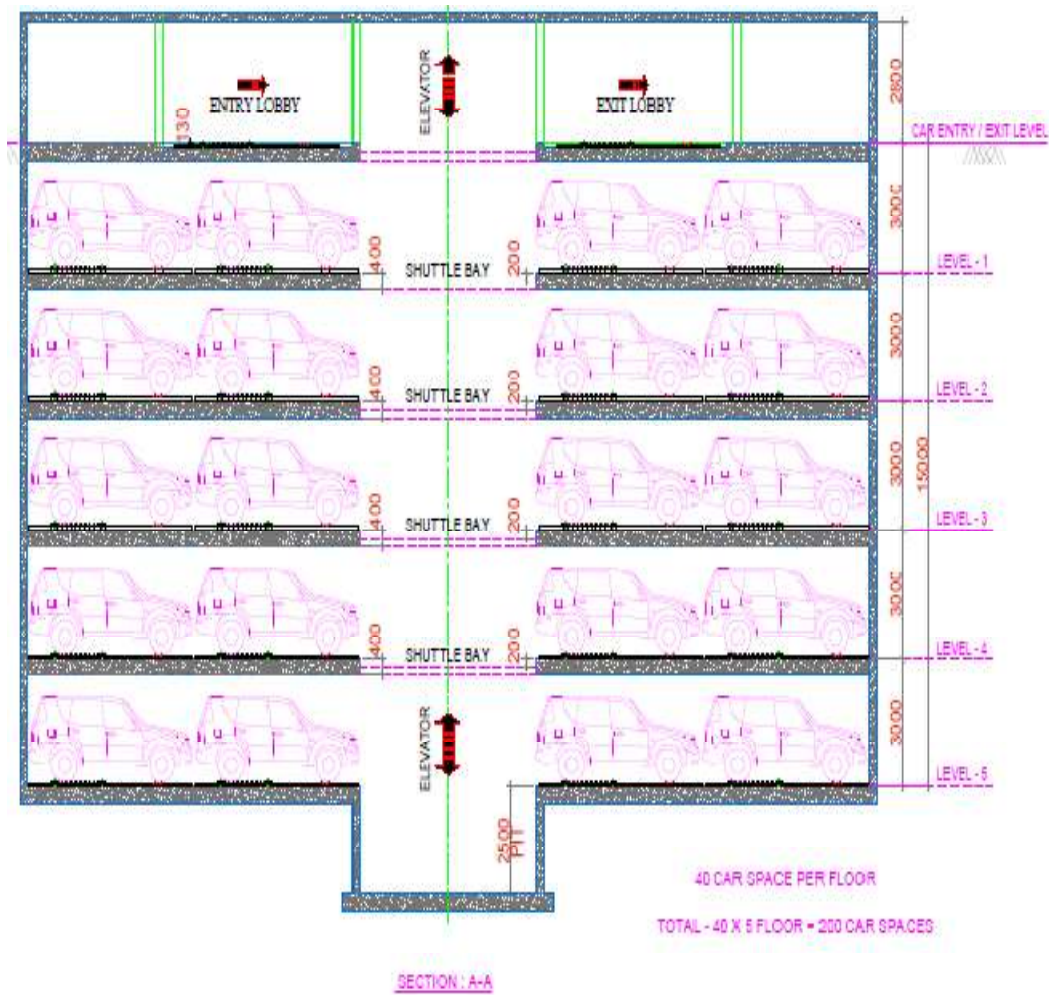 ELEVATOR
ENTRY LOBBY
EXIT LOBBY
2800
130
CAR ENTRY / EXIT LEVEL
3000
400
SHUTTLE BAY
200
LEVEL - 1
3000
400
SHUTTLE BAY
200
LEVEL - 2
3000
15000
400
SHUTTLE BAY
200
LEVEL - 3
3000
400
SHUTTLE BAY
200
LEVEL - 4
3000
ELEVATOR
LEVEL - 5
2500
PIT
40 CAR SPACE PER FLOOR
TOTAL - 40 X 5 FLOOR = 200 CAR SPACES
SECTION : A-A